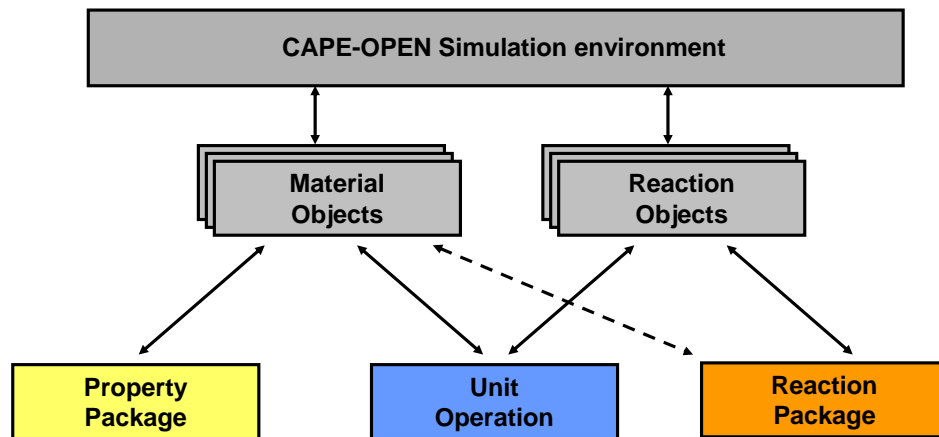 CAPE-OPEN Simulation environment
Material
Objects
Reaction
Objects
Property
Package
Unit
Operation
Reaction
Package